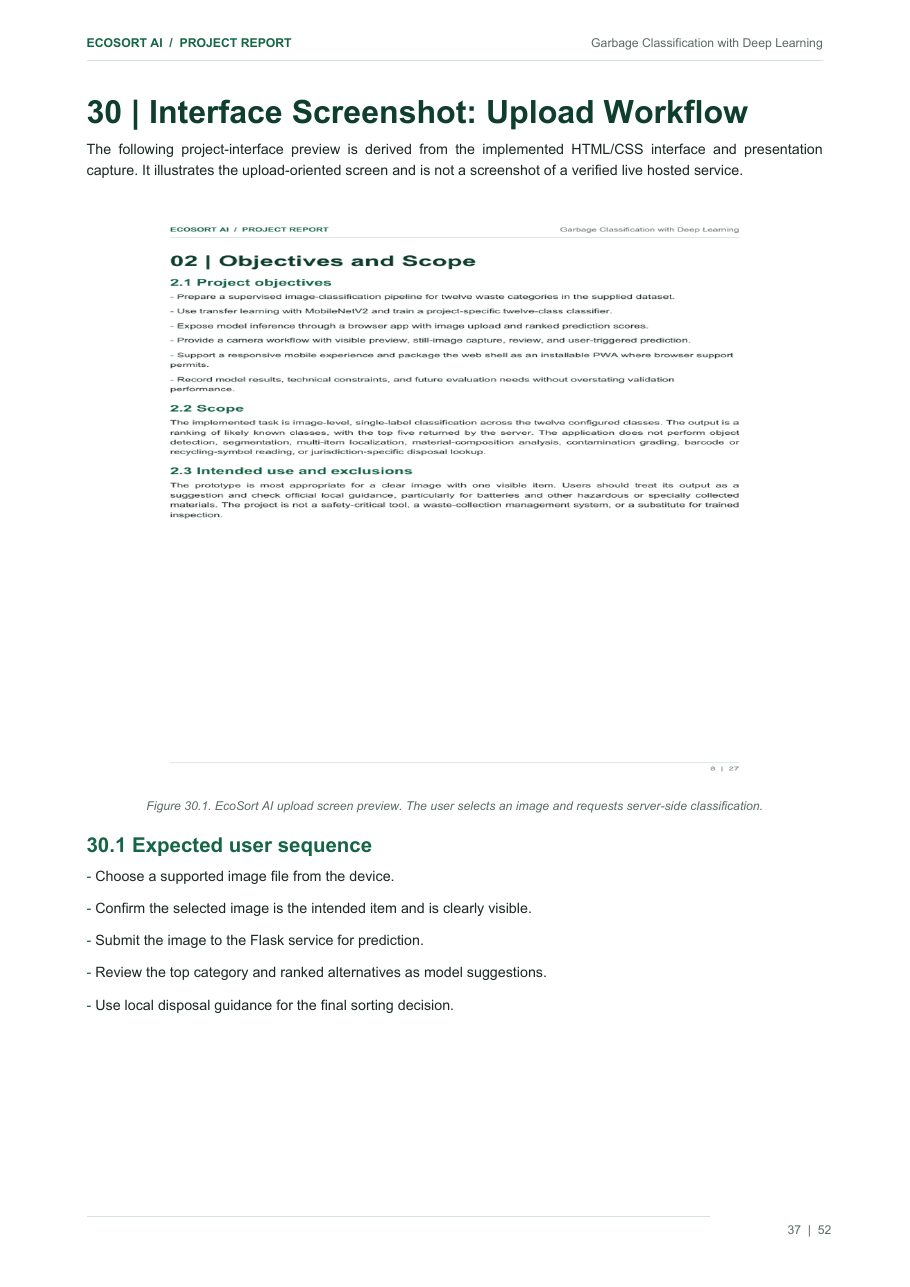 ECOSORT AI / PROJECT REPORT
Garbage Classification with Deep Learning
30 | Interface Screenshot: Upload Workflow
The following project-interface preview is derived from the implemented HTML/CSS interface and presentation
capture. It illustrates the upload-oriented screen and is not a screenshot of a verified live hosted service.
ECOSORT AI / PROJECT REPORT
Garbage Classification with Deep Learning
02 | Objectives and Scope
2.1 Project objectives
- Prepare a supervised image-classification pipeline for twelve waste categories in the supplied dataset.
- Use transfer learning with MobileNetV2 and train a project-specific twelve-class classifier.
- Expose model inference through a browser app with image upload and ranked prediction scores.
- Provide a camera workflow with visible preview, still-image capture, review, and user-triggered prediction.
- Support a responsive mobile experience and package the web shell as an installable PWA where browser support
permits.
- Record model results, technical constraints, and future evaluation needs without overstating validation
performance.
2.2 Scope
The implemented task is image-level, single-label classification across the twelve configured classes. The output is a
ranking of likely known classes, with the top five returned by the server. The application does not perform object
detection, segmentation, multi-item localization, material-composition analysis, contamination grading, barcode or
recycling-symbol reading, or jurisdiction-specific disposal lookup.
2.3 Intended use and exclusions
The prototype is most appropriate for a clear image with one visible item. Users should treat its output as a
suggestion and check official local guidance, particularly for batteries and other hazardous or specially collected
materials. The project is not a safety-critical tool, a waste-collection management system, or a substitute for trained
inspection.
8 | 27
Figure 30.1. EcoSort AI upload screen preview. The user selects an image and requests server-side classification.
30.1 Expected user sequence
- Choose a supported image file from the device.
- Confirm the selected image is the intended item and is clearly visible.
- Submit the image to the Flask service for prediction.
- Review the top category and ranked alternatives as model suggestions.
- Use local disposal guidance for the final sorting decision.
37 | 52